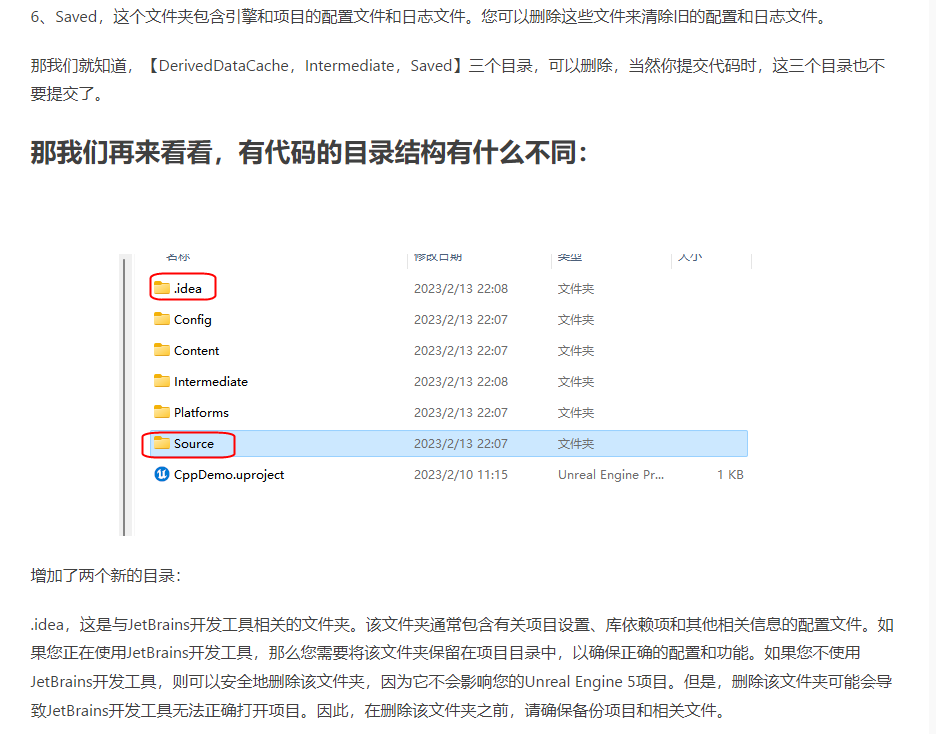 6、Saved，这个文件夹包含引擎和项目的配置文件和日志文件。您可以删除这些文件来清除旧的配置和日志文件。
那我们就知道，【DerivedDataCache，Intermediate，Saved】三个目录，可以删除，当然你提交代码时，这三个目录也不
要提交了。
那我们再来看看，有代码的目录结构有什么不同：
名称 修改日期 类型 大小
.idea 2023/2/13 22:08 文件夹
Config 2023/2/13 22:07 文件夹
Content 2023/2/13 22:07 文件夹
Intermediate 2023/2/13 22:08 文件夹
Platforms 2023/2/13 22:07 文件夹
Source 2023/2/13 22:07 文件夹
CppDemo.uproject 2023/2/10 11:15 Unreal Engine Pr... 1 KB
增加了两个新的目录：
.idea，这是与JetBrains开发工具相关的文件夹。该文件夹通常包含有关项目设置、库依赖项和其他相关信息的配置文件。如
果您正在使用JetBrains开发工具，那么您需要将该文件夹保留在项目目录中，以确保正确的配置和功能。如果您不使用
JetBrains开发工具，则可以安全地删除该文件夹，因为它不会影响您的Unreal Engine 5项目。但是，删除该文件夹可能会导
致JetBrains开发工具无法正确打开项目。因此，在删除该文件夹之前，请确保备份项目和相关文件。